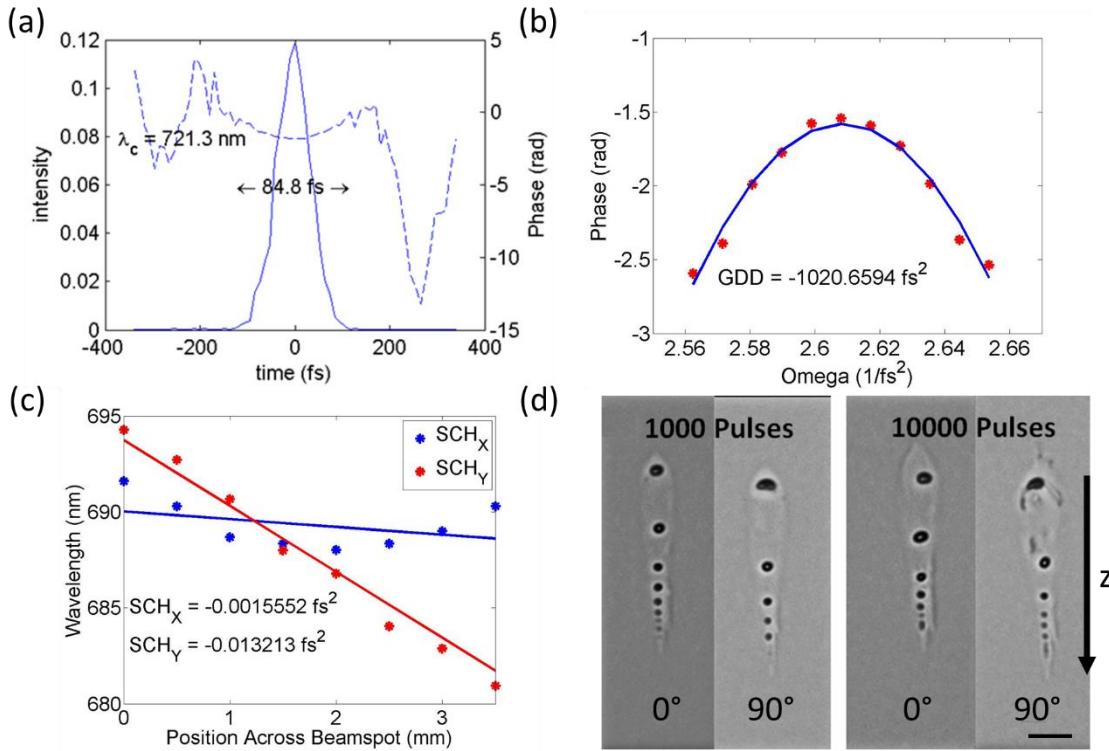 (a)
0.12
0.1
0.08
0.06
0.04
0.02
0
intensity
5
0
-5
-10
-15
Phase (rad)
λc = 721.3 nm
← 84.8 fs →
-400
-200
0
200
400
time (fs)
(b)
-1
-1.5
-2
-2.5
-3
Phase (rad)
GDD = -1020.6594 fs²
2.56
2.58
2.6
2.62
2.64
2.66
Omega (1/fs²)
(c)
695
690
685
680
Wavelength (nm)
SCHX
SCHY
SCHX = -0.0015552 fs²
SCHY = -0.013213 fs²
0
1
2
3
Position Across Beamspot (mm)
(d)
1000 Pulses
10000 Pulses
0°
90°
0°
90°
z